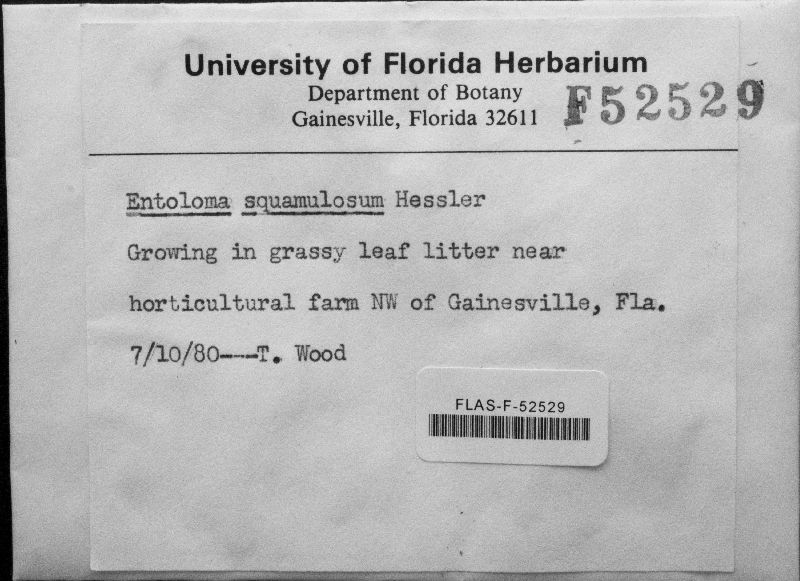 University of Florida Herbarium
Department of Botany
Gainesville, Florida 32611
F52529
Entoloma squamulosum Hessler
Growing in grassy leaf litter near
horticultural farm NW of Gainesville, Fla.
7/10/80----T. Wood
FLAS-F-52529